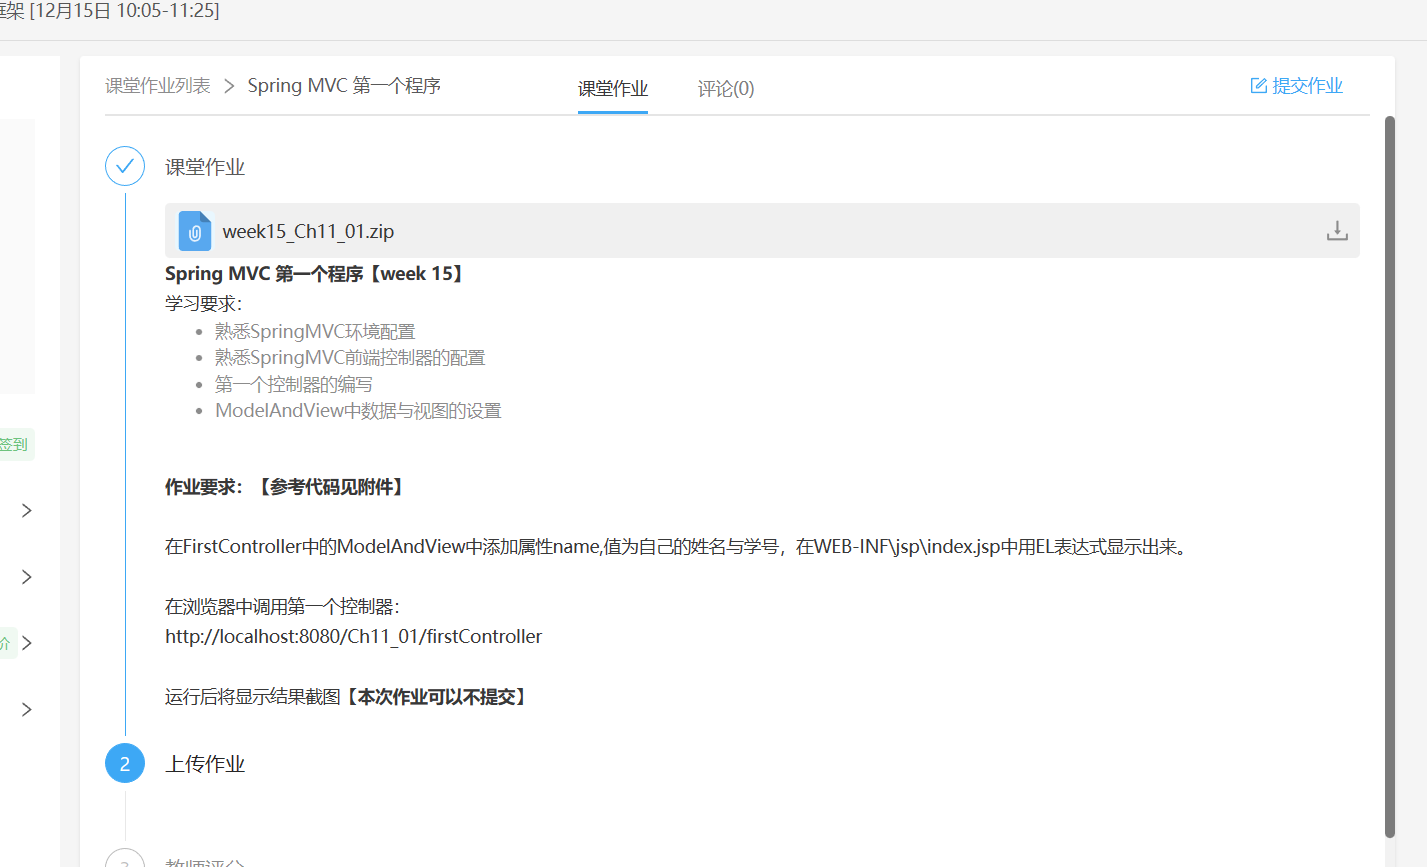 框架 [12月15日 10:05-11:25]
课堂作业列表 > Spring MVC 第一个程序
课堂作业
评论(0)
提交作业
课堂作业
week15_Ch11_01.zip
Spring MVC 第一个程序【week 15】
学习要求：
• 熟悉SpringMVC环境配置
• 熟悉SpringMVC前端控制器的配置
• 第一个控制器的编写
• ModelAndView中数据与视图的设置
签到
作业要求：【参考代码见附件】
在FirstController中的ModelAndView中添加属性name,值为自己的姓名与学号，在WEB-INF\jsp\index.jsp中用EL表达式显示出来。
在浏览器中调用第一个控制器：
http://localhost:8080/Ch11_01/firstController
价
运行后将显示结果截图【本次作业可以不提交】
2 上传作业
3 教师评分